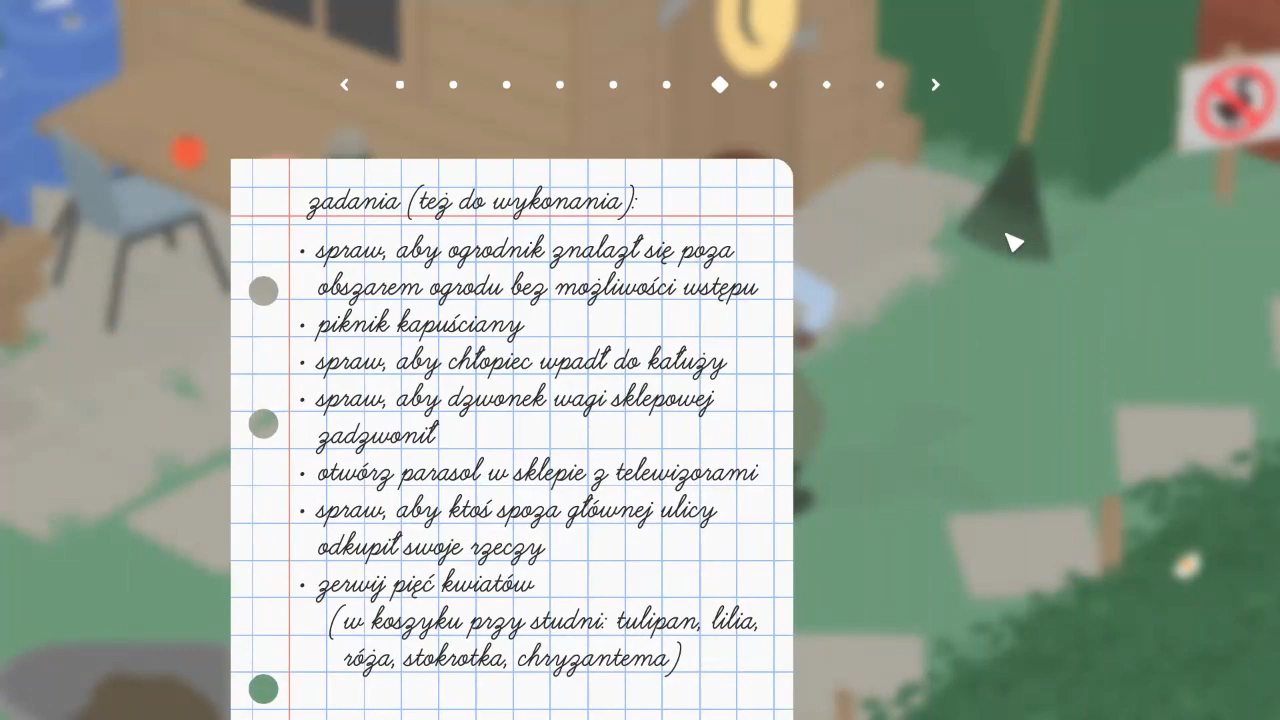 zadania (też do wykonania):
• spraw, aby ogrodnik znalazł się poza
obszarem ogrodu bez możliwości wstępu
• piknik kapuściany
• spraw, aby chłopiec wpadł do kałuży
• spraw, aby dzwonek wagi sklepowej
zadzwonił
• otwórz parasol w sklepie z telewizorami
• spraw, aby ktoś spoza głównej ulicy
odkupił swoje rzeczy
• zerwij pięć kwiatów
(w koszyku przy studni: tulipan, lilia,
róża, stokrotka, chryzantema)